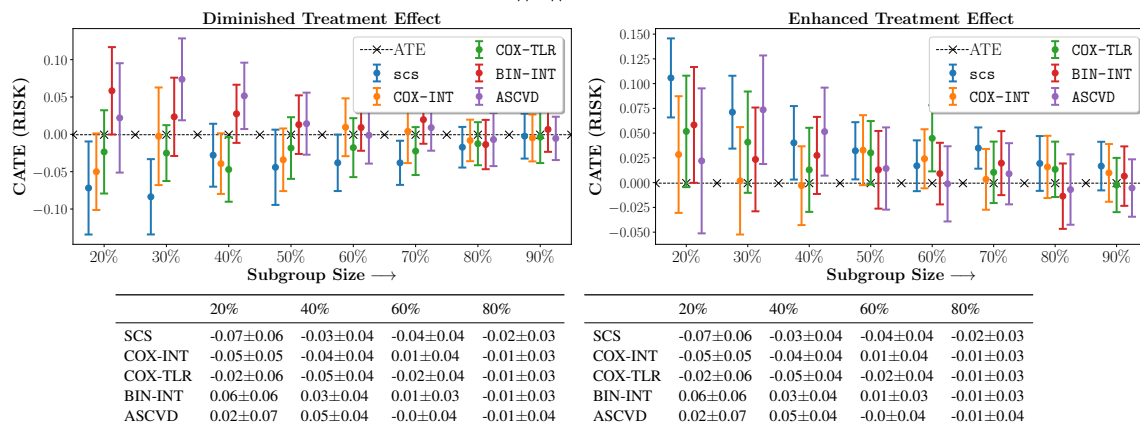 Diminished Treatment Effect
CATE (RISK)
0.10
0.05
0.00
−0.05
−0.10
ATE
scs
COX-INT
COX-TLR
BIN-INT
ASCVD
20% 30% 40% 50% 60% 70% 80% 90%
Subgroup Size →
Enhanced Treatment Effect
CATE (RISK)
0.150
0.125
0.100
0.075
0.050
0.025
0.000
−0.025
−0.050
ATE
scs
COX-INT
COX-TLR
BIN-INT
ASCVD
20% 30% 40% 50% 60% 70% 80% 90%
Subgroup Size →
20% 40% 60% 80%
SCS -0.07±0.06 -0.03±0.04 -0.04±0.04 -0.02±0.03
COX-INT -0.05±0.05 -0.04±0.04 0.01±0.04 -0.01±0.03
COX-TLR -0.02±0.06 -0.05±0.04 -0.02±0.04 -0.01±0.03
BIN-INT 0.06±0.06 0.03±0.04 0.01±0.03 -0.01±0.03
ASCVD 0.02±0.07 0.05±0.04 -0.0±0.04 -0.01±0.04
20% 40% 60% 80%
SCS -0.07±0.06 -0.03±0.04 -0.04±0.04 -0.02±0.03
COX-INT -0.05±0.05 -0.04±0.04 0.01±0.04 -0.01±0.03
COX-TLR -0.02±0.06 -0.05±0.04 -0.02±0.04 -0.01±0.03
BIN-INT 0.06±0.06 0.03±0.04 0.01±0.03 -0.01±0.03
ASCVD 0.02±0.07 0.05±0.04 -0.0±0.04 -0.01±0.04